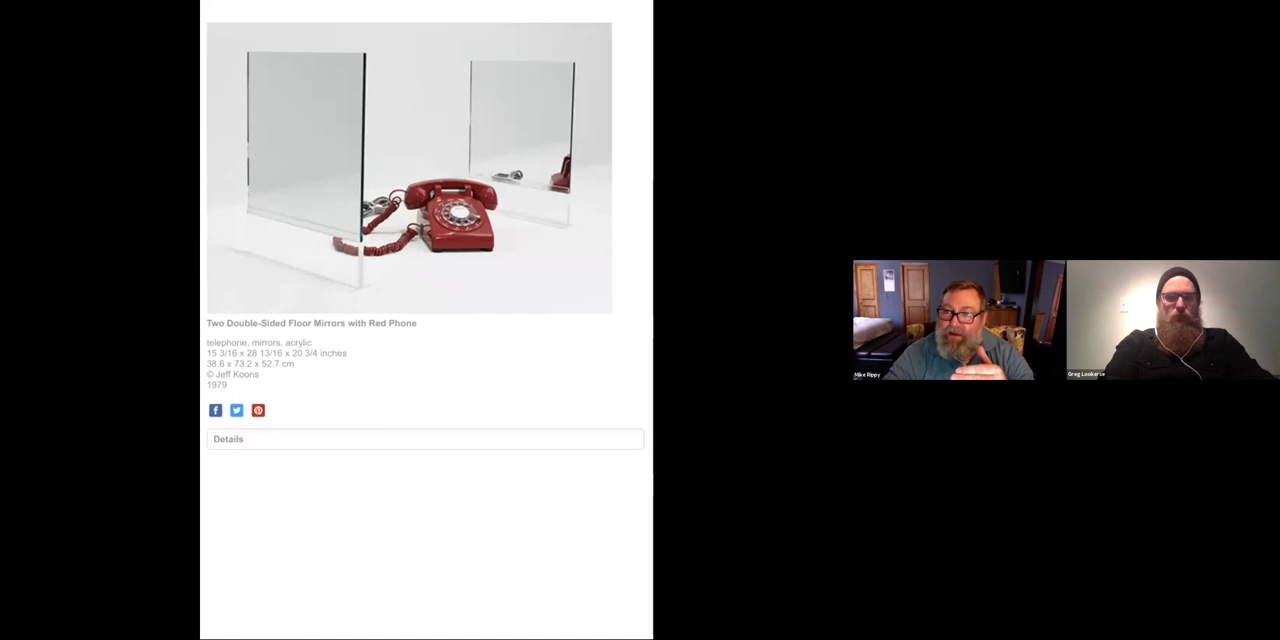 Two Double-Sided Floor Mirrors with Red Phone
telephone, mirrors, acrylic
15 3/16 x 28 13/16 x 20 3/4 inches
38.6 x 73.2 x 52.7 cm
© Jeff Koons
1979
Details
Mike Rippy
Greg Lookerse